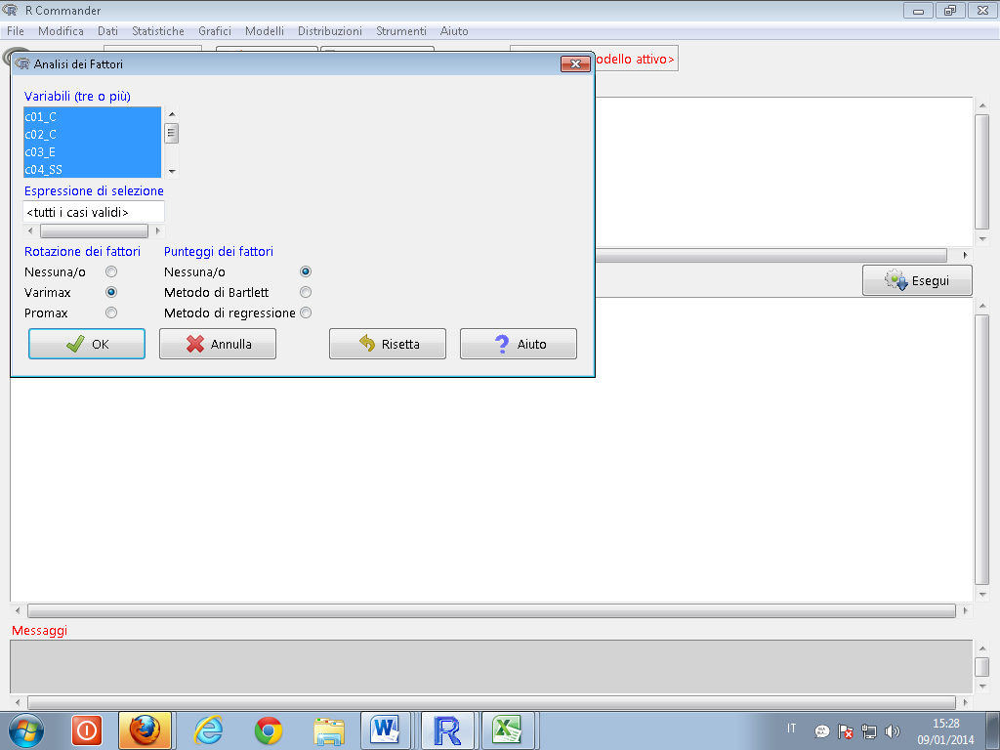 R Commander
File Modifica Dati Statistiche Grafici Modelli Distribuzioni Strumenti Aiuto
Analisi dei Fattori
odello attivo>
Variabili (tre o più)
c01_C
c02_C
c03_E
c04_SS
Espressione di selezione
<tutti i casi validi>
Rotazione dei fattori Punteggi dei fattori
Nessuna/o Nessuna/o
Varimax Metodo di Bartlett
Promax Metodo di regressione
OK Annulla Risetta Aiuto
Esegui
Messaggi
IT
15:28
09/01/2014